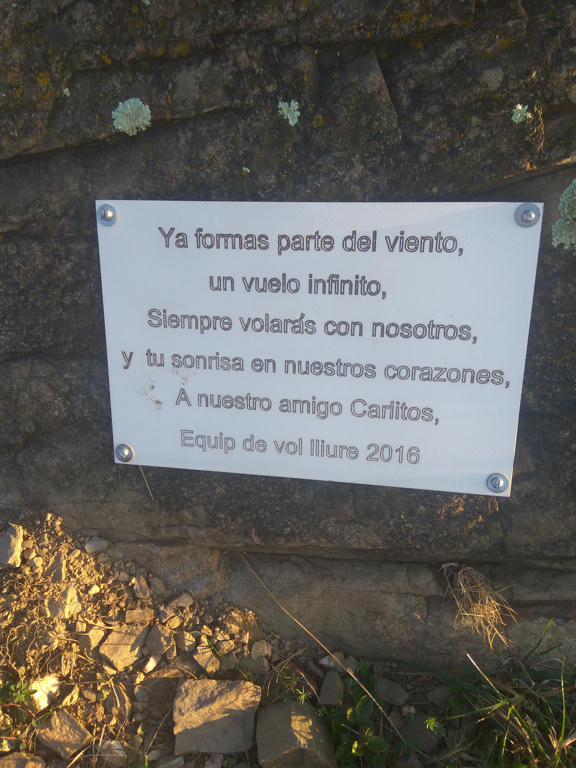 Ya formas parte del viento,
un vuelo infinito,
Siempre volarás con nosotros,
y tu sonrisa en nuestros corazones,
A nuestro amigo Carlitos,
Equip de vol lliure 2016